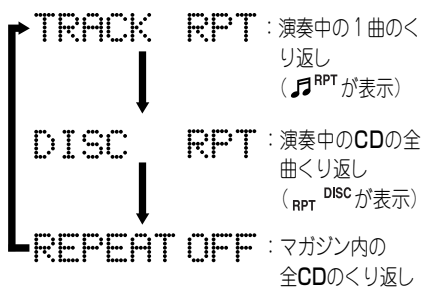 TRACK RPT：演奏中の１曲のく
り返し
（♫RPTが表示）
DISC RPT：演奏中のCDの全
曲くり返し
（RPT DISCが表示）
REPEAT OFF：マガジン内の
全CDのくり返し